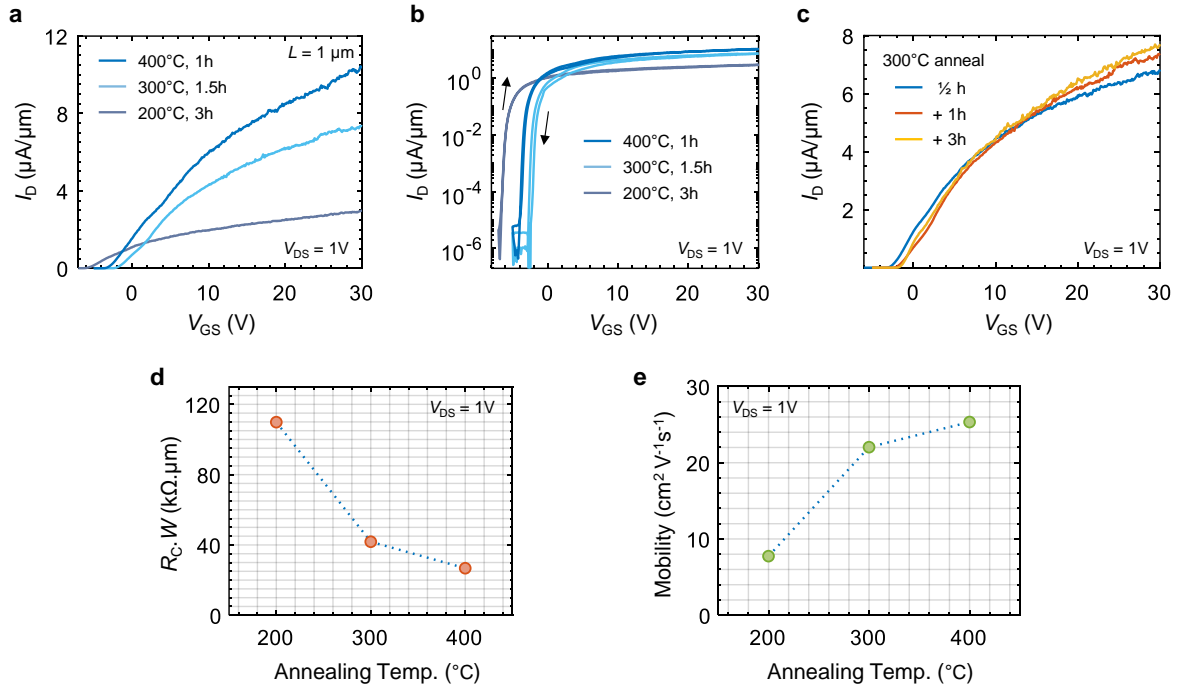 a
12
8
4
0
I_D (μA/μm)
400°C, 1h
300°C, 1.5h
200°C, 3h
L = 1 μm
V_DS = 1V
0 10 20 30
V_GS (V)
b
10^0
10^-2
10^-4
10^-6
I_D (μA/μm)
400°C, 1h
300°C, 1.5h
200°C, 3h
V_DS = 1V
0 10 20 30
V_GS (V)
c
8
6
4
2
I_D (μA/μm)
300°C anneal
½ h
+ 1h
+ 3h
V_DS = 1V
0 10 20 30
V_GS (V)
d
120
80
40
0
R_C.W (kΩ.μm)
V_DS = 1V
200 300 400
Annealing Temp. (°C)
e
30
20
10
0
Mobility (cm² V⁻¹s⁻¹)
V_DS = 1V
200 300 400
Annealing Temp. (°C)